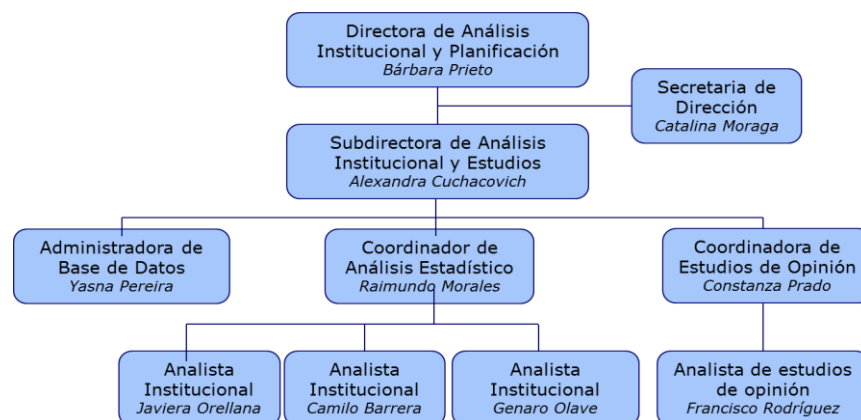 Directora de Análisis
Institucional y Planificación
Bárbara Prieto
Secretaria de
Dirección
Catalina Moraga
Subdirectora de Análisis
Institucional y Estudios
Alexandra Cuchacovich
Administradora de
Base de Datos
Yasna Pereira
Coordinador de
Análisis Estadístico
Raimundo Morales
Coordinadora de
Estudios de Opinión
Constanza Prado
Analista
Institucional
Javiera Orellana
Analista
Institucional
Camilo Barrera
Analista
Institucional
Genaro Olave
Analista de estudios
de opinión
Francisco Rodríguez